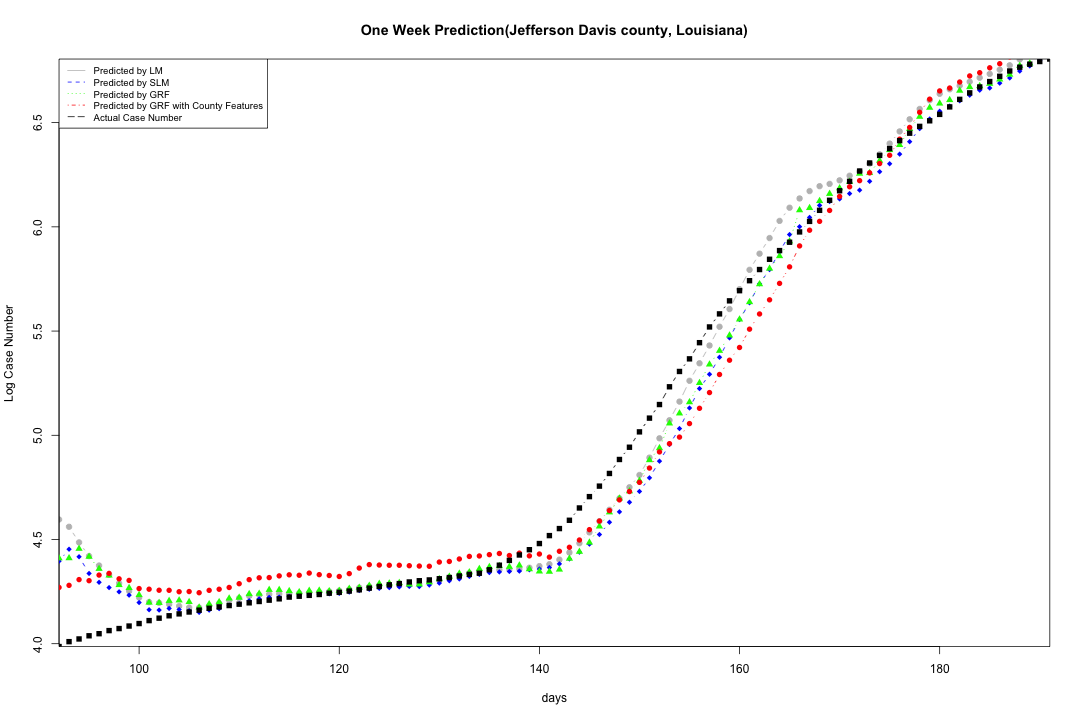 One Week Prediction(Jefferson Davis county, Louisiana)
Predicted by LM
Predicted by SLM
Predicted by GRF
Predicted by GRF with County Features
Actual Case Number
Log Case Number
6.5
6.0
5.5
5.0
4.5
4.0
100 120 140 160 180
days